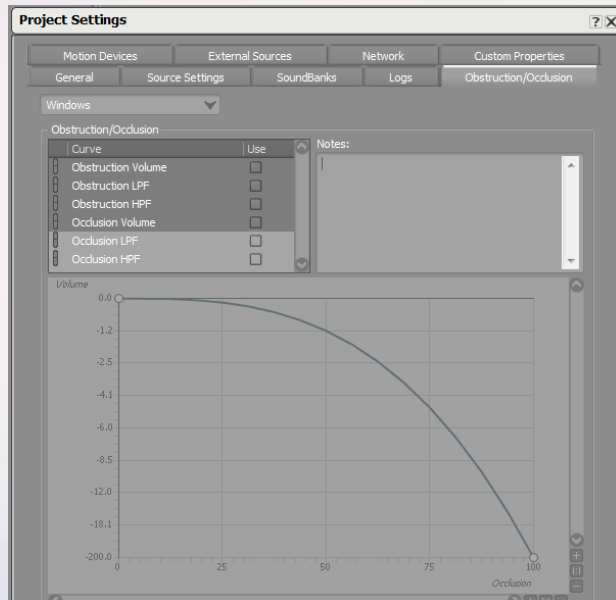 Project Settings
Motion Devices External Sources Network Custom Properties
General Source Settings SoundBanks Logs Obstruction/Occlusion
Windows
Obstruction/Occlusion
Curve Use
Notes:
Obstruction Volume
Obstruction LPF
Obstruction HPF
Occlusion Volume
Occlusion LPF
Occlusion HPF
Volume
0.0
-1.2
-2.5
-4.1
-6.0
-8.5
-12.0
-18.1
-200.0
0 25 50 75 100
Occlusion